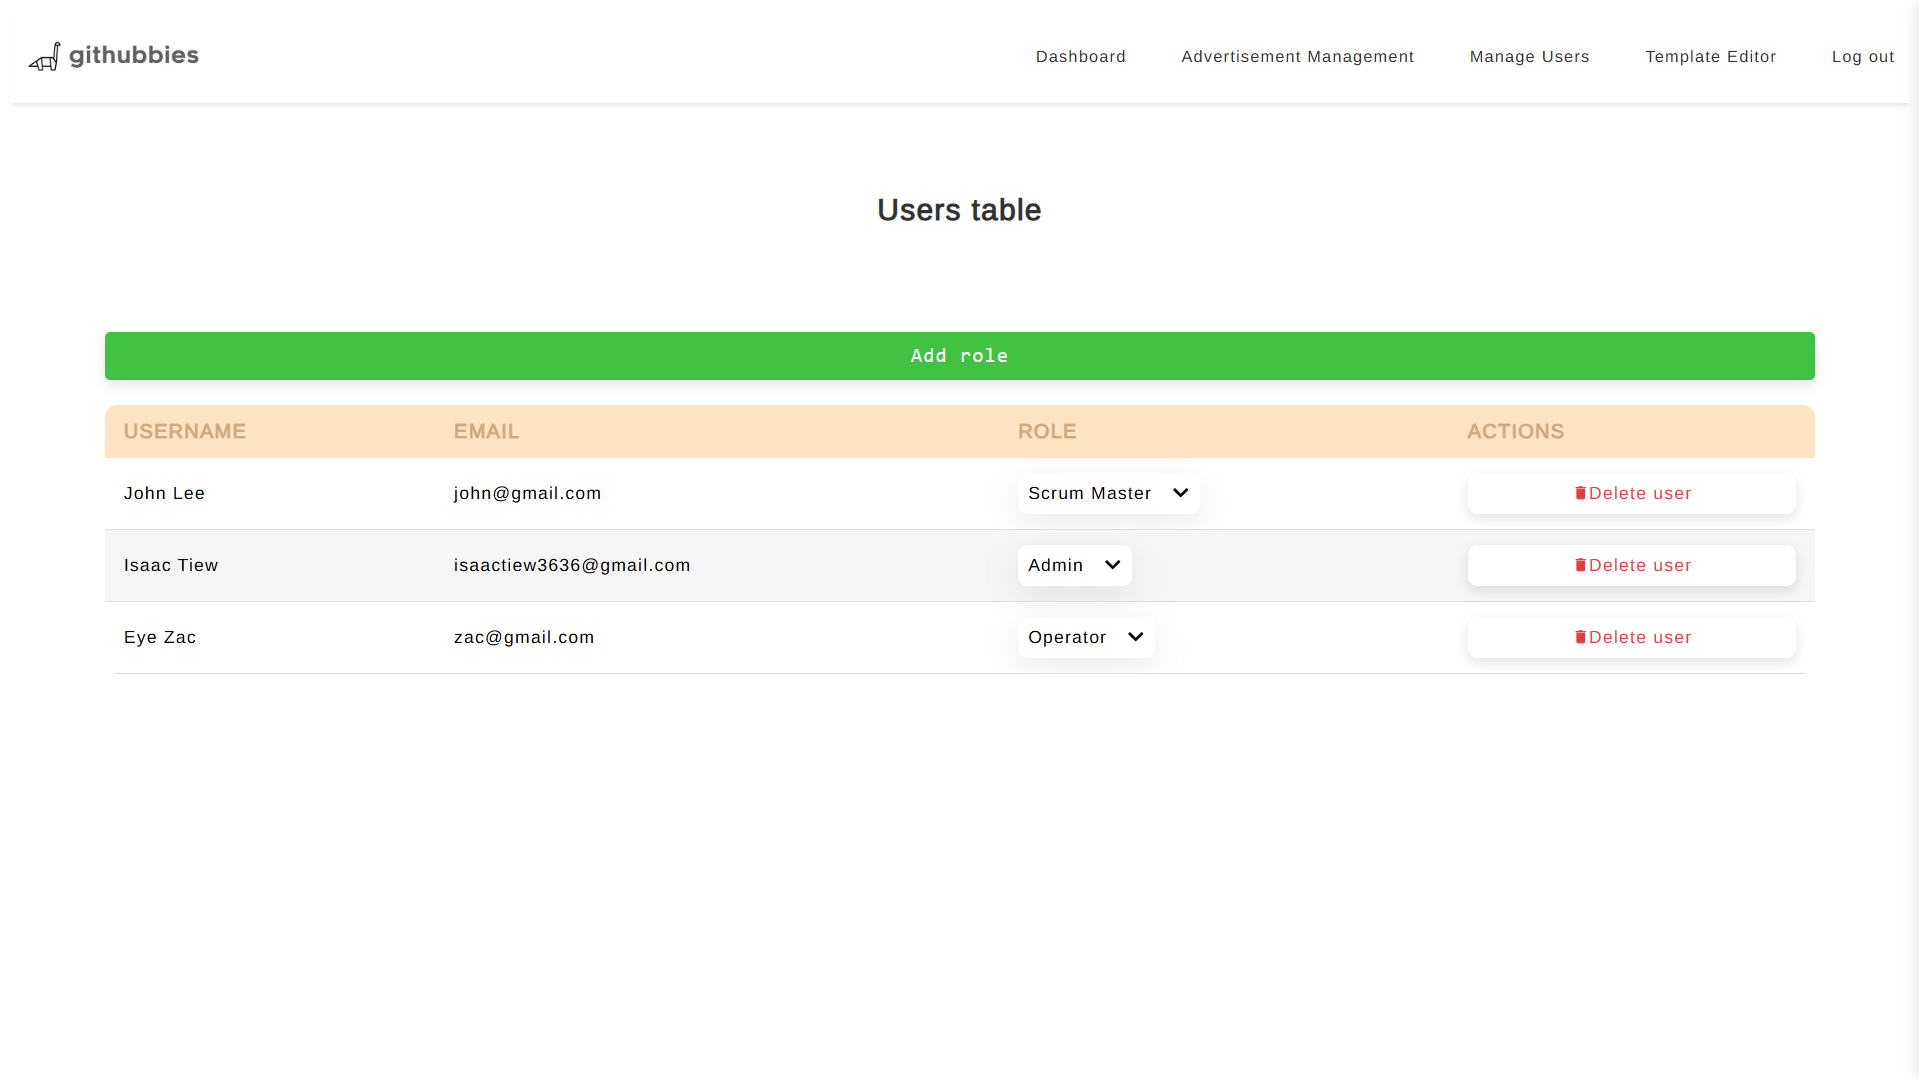 githubbies
Dashboard Advertisement Management Manage Users Template Editor Log out
Users table
Add role
USERNAME EMAIL ROLE ACTIONS
John Lee john@gmail.com Scrum Master Delete user
Isaac Tiew isaactiew3636@gmail.com Admin Delete user
Eye Zac zac@gmail.com Operator Delete user